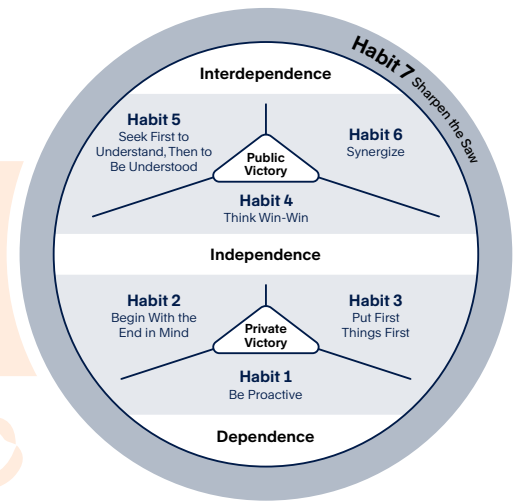 Habit 7 Sharpen the Saw
Interdependence
Habit 5
Seek First to
Understand, Then to
Be Understood
Habit 6
Synergize
Public
Victory
Habit 4
Think Win-Win
Independence
Habit 2
Begin With the
End in Mind
Habit 3
Put First
Things First
Private
Victory
Habit 1
Be Proactive
Dependence